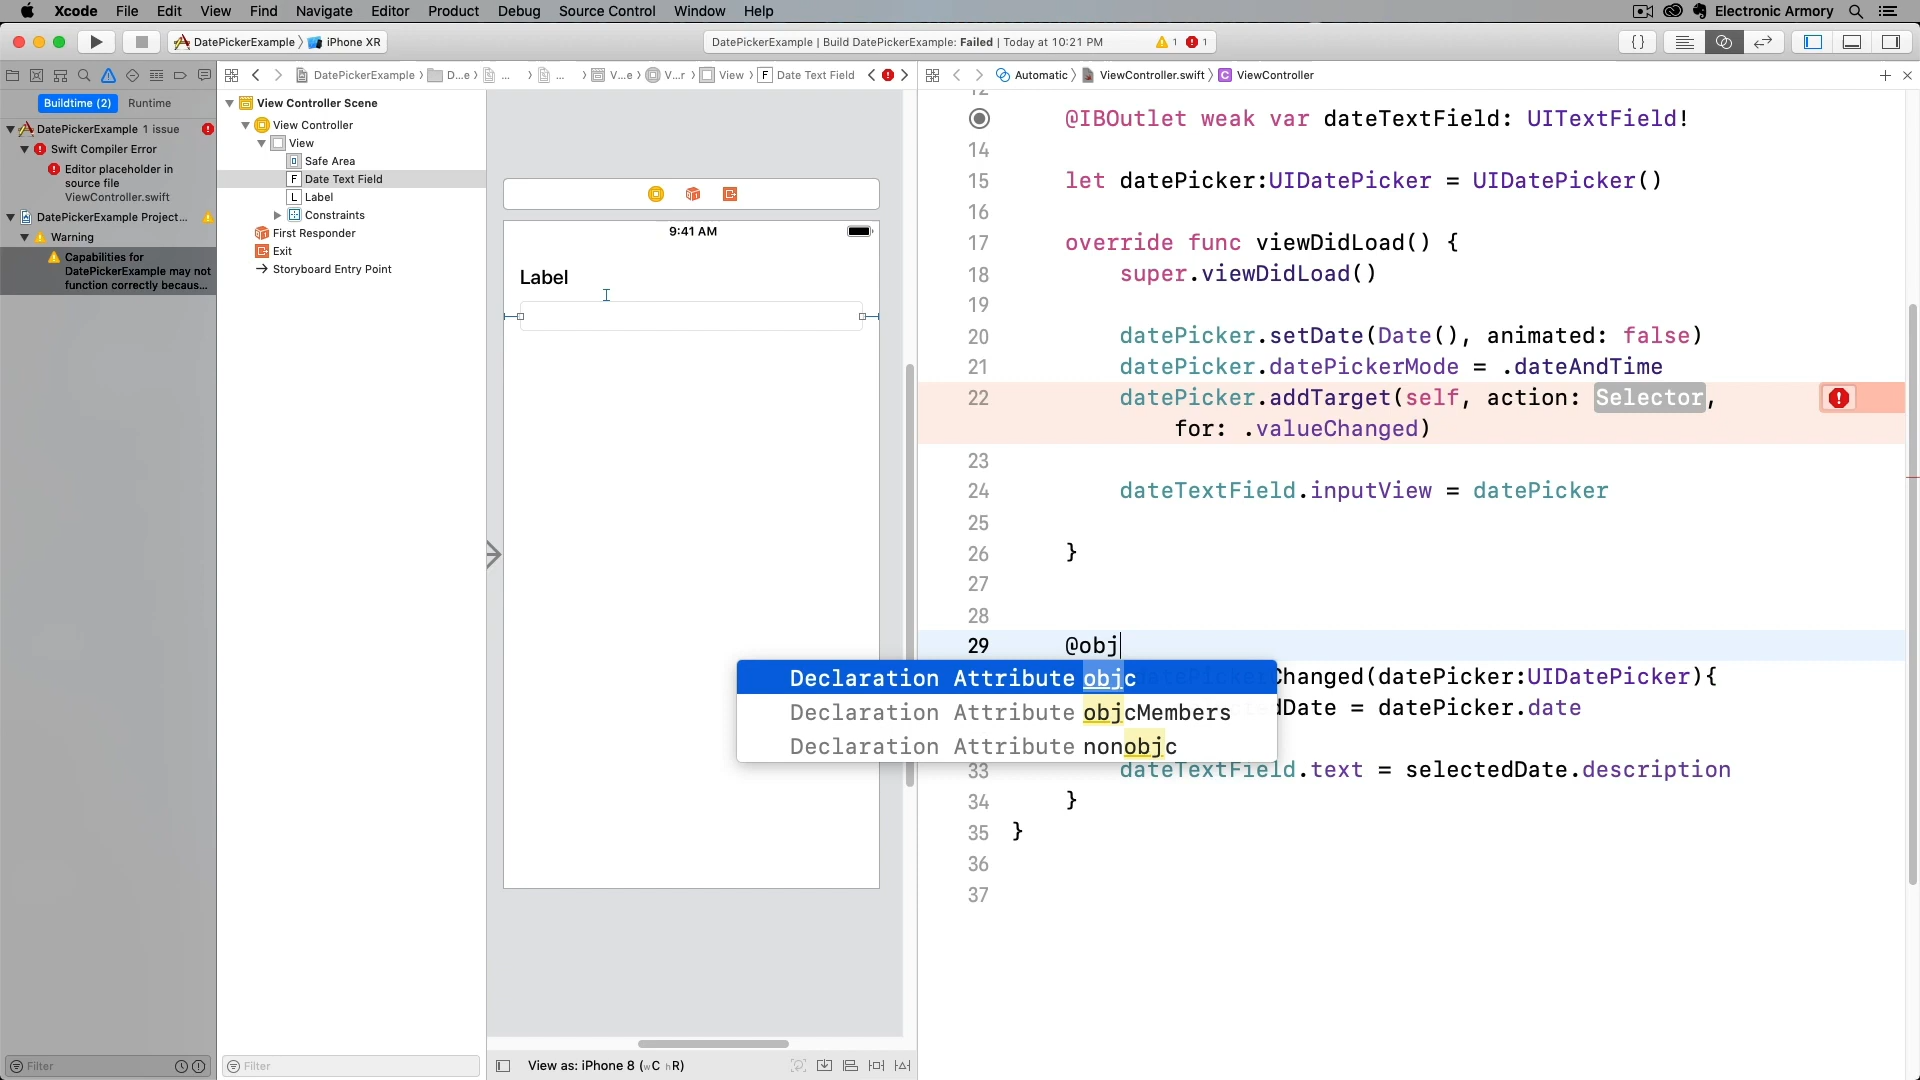 Xcode File Edit View Find Navigate Editor Product Debug Source Control Window Help Electronic Armory
DatePickerExample 〉 iPhone XR DatePickerExample | Build DatePickerExample: Failed | Today at 10:21 PM 1 1 {}
DatePickerExample 〉 D...e 〉 ... 〉 ... 〉 V...e 〉 V...r 〉 View 〉 F Date Text Field
Automatic 〉 ViewController.swift 〉 C ViewController
Buildtime (2) Runtime
DatePickerExample 1 issue
Swift Compiler Error
Editor placeholder in
source file
ViewController.swift
DatePickerExample Project...
Warning
Capabilities for
DatePickerExample may not
function correctly becaus...
Filter
View Controller Scene
View Controller
View
Safe Area
F Date Text Field
L Label
Constraints
First Responder
Exit
Storyboard Entry Point
Filter
9:41 AM
Label
View as: iPhone 8 (wC hR)
12
@IBOutlet weak var dateTextField: UITextField!
14
15 let datePicker:UIDatePicker = UIDatePicker()
16
17 override func viewDidLoad() {
18 super.viewDidLoad()
19
20 datePicker.setDate(Date(), animated: false)
21 datePicker.datePickerMode = .dateAndTime
22 datePicker.addTarget(self, action: Selector,
for: .valueChanged)
23
24 dateTextField.inputView = datePicker
25
26 }
27
28
29 @obj
Changed(datePicker:UIDatePicker){
Date = datePicker.date
Declaration Attribute objc
Declaration Attribute objcMembers
Declaration Attribute nonobjc
33 dateTextField.text = selectedDate.description
34 }
35 }
36
37